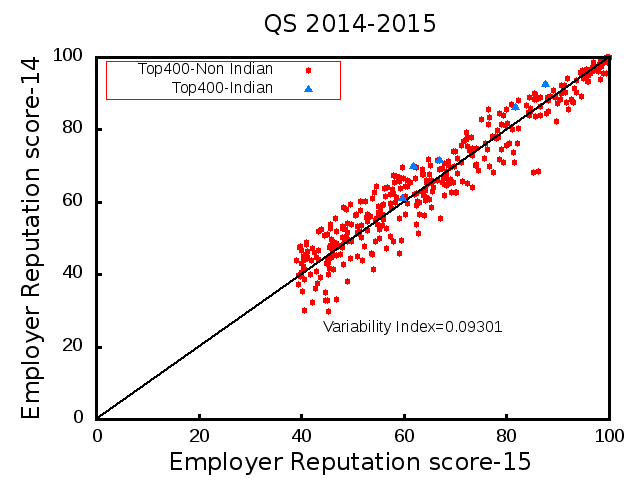 QS 2014-2015
Employer Reputation score-14
100
80
60
40
20
0
Top400-Non Indian
Top400-Indian
Variability Index=0.09301
0 20 40 60 80 100
Employer Reputation score-15